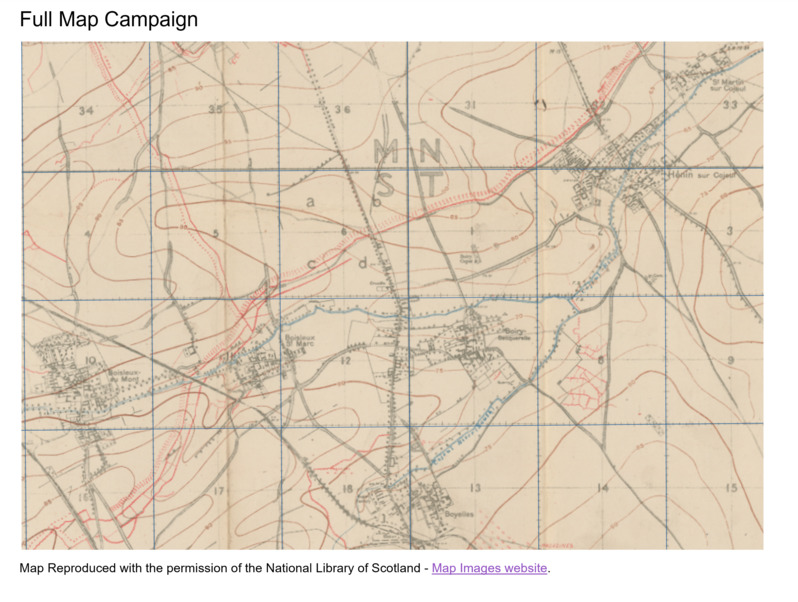 Full Map Campaign
St Martin
sur Cojeul
34
35
36
31
33
M N
S T
Hénin sur Cojeul
a
b
5
6
3
c
d
Boisleux
St Marc
Boiry
Becquerelle
10
Boisleux-
au Mont
12
8
9
17
18
13
14
15
Boyelles
Map Reproduced with the permission of the National Library of Scotland - Map Images website.